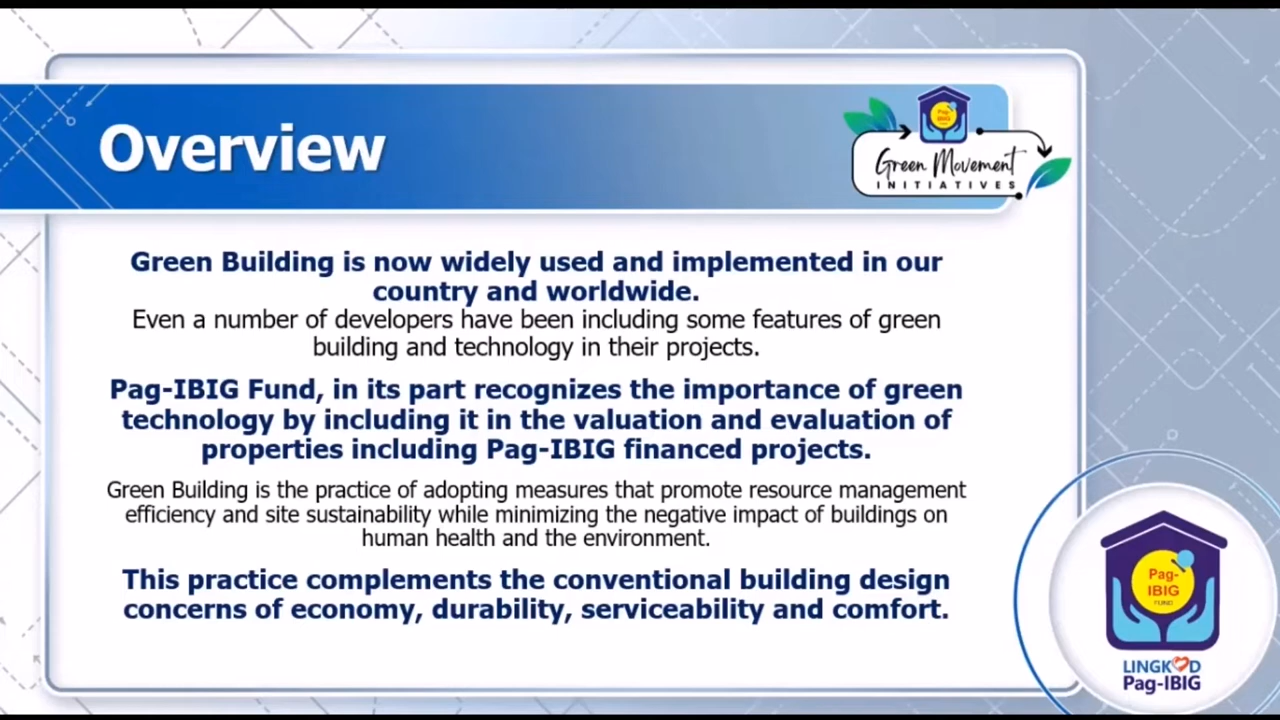 Overview
Pag-IBIG
Green Movement
INITIATIVES
Green Building is now widely used and implemented in our
country and worldwide.
Even a number of developers have been including some features of green
building and technology in their projects.
Pag-IBIG Fund, in its part recognizes the importance of green
technology by including it in the valuation and evaluation of
properties including Pag-IBIG financed projects.
Green Building is the practice of adopting measures that promote resource management
efficiency and site sustainability while minimizing the negative impact of buildings on
human health and the environment.
This practice complements the conventional building design
concerns of economy, durability, serviceability and comfort.
Pag-
IBIG
FUND
LINGKOD
Pag-IBIG